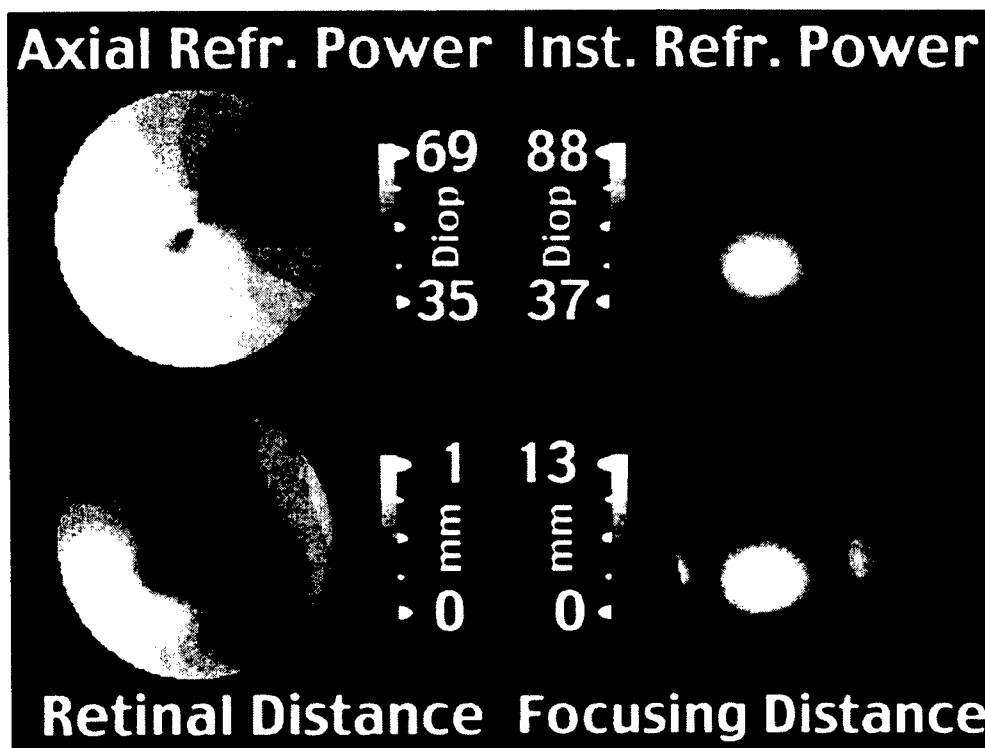 Axial Refr. Power Inst. Refr. Power
69 88
Diop Diop
35 37
1 13
mm mm
0 0
Retinal Distance Focusing Distance